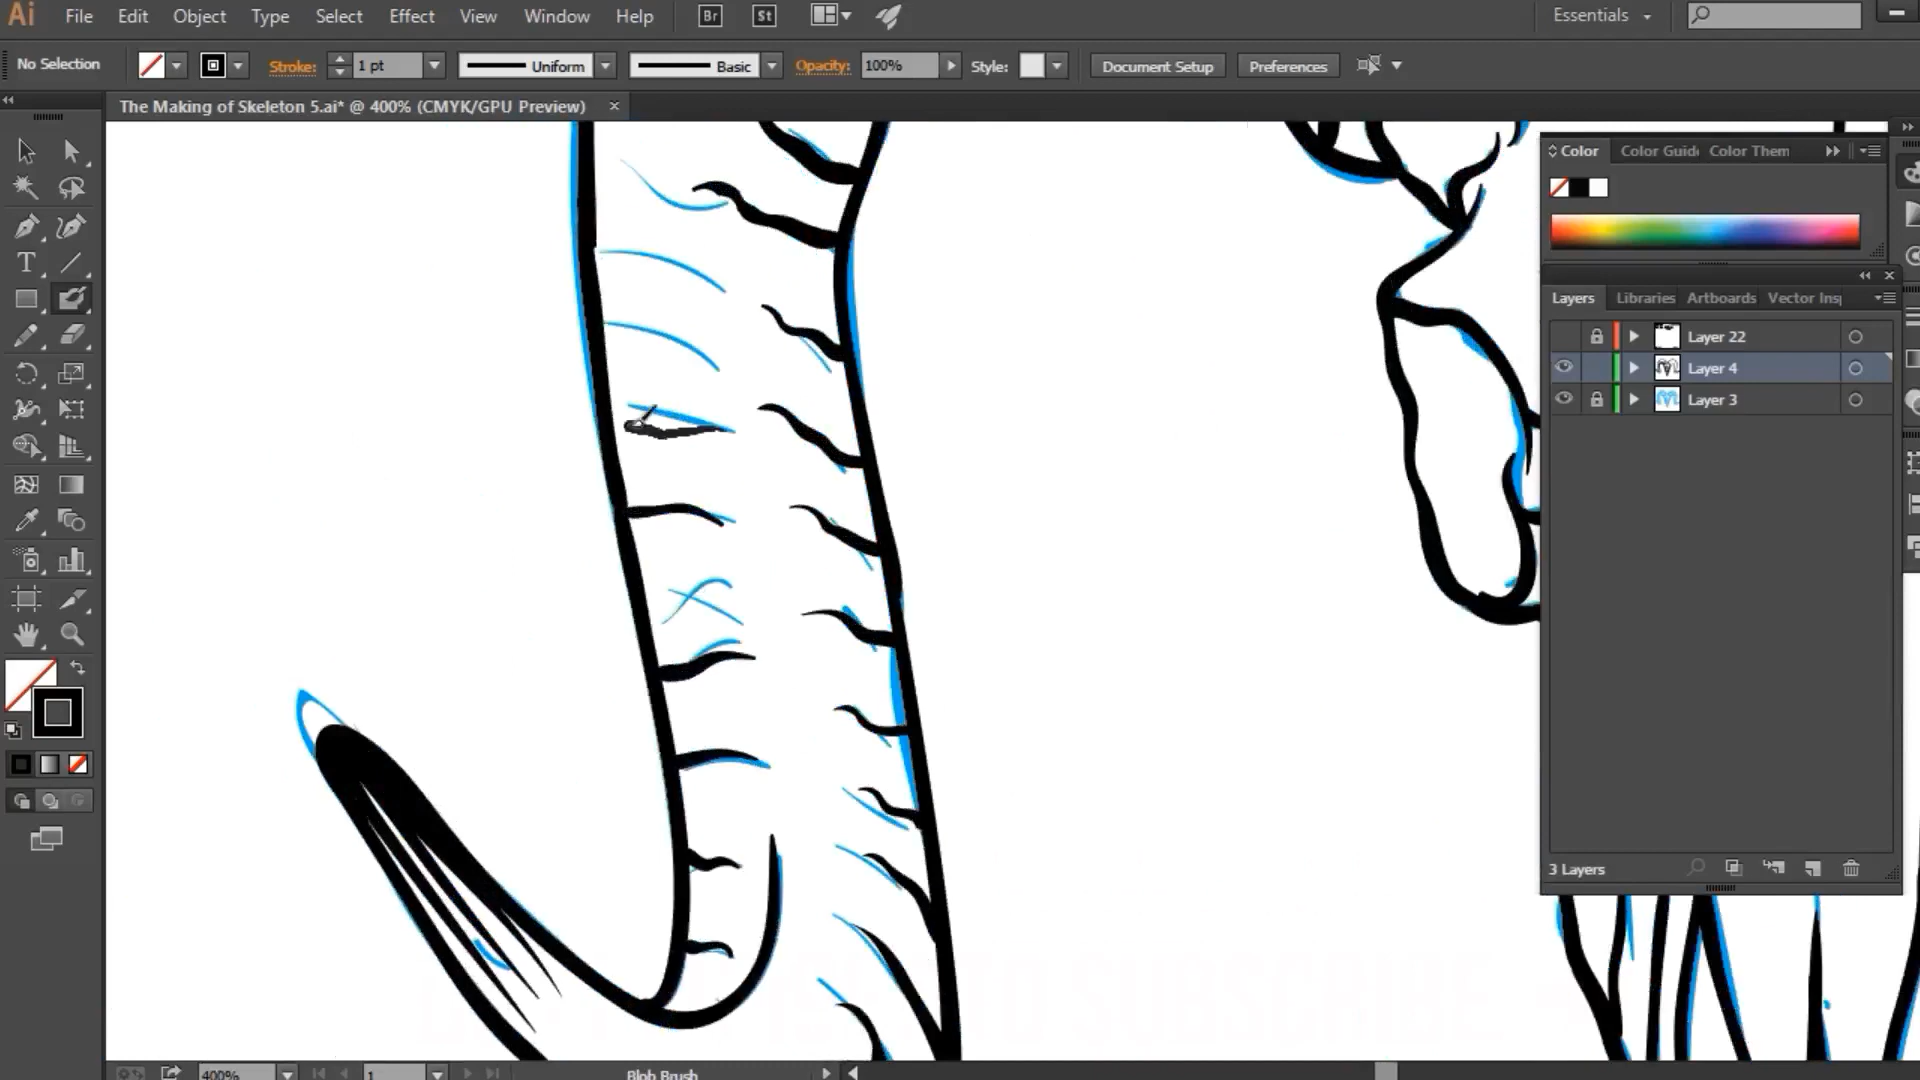 Ai File Edit Object Type Select Effect View Window Help Br St Essentials
No Selection Stroke: 1 pt Uniform Basic Opacity: 100% Style: Document Setup Preferences
The Making of Skeleton 5.ai* @ 400% (CMYK/GPU Preview) ×
Color Color Guide Color Them
Layers Libraries Artboards Vector Ins
Layer 22
Layer 4
Layer 3
3 Layers
400% 1 Blob Brush